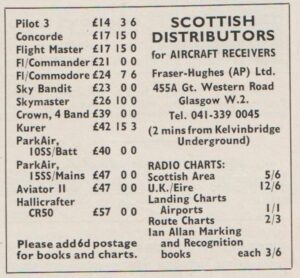 Pilot 3 £14 3 6
Concorde £17 15 0
Flight Master £17 15 0
Fl/Commander £21 0 0
Fl/Commodore £24 7 6
Sky Bandit £23 0 0
Skymaster £26 10 0
Crown, 4 Band £39 0 0
Kurer £42 15 3
ParkAir,
10SS/Batt £40 0 0
ParkAir,
15SS/Mains £47 0 0
Aviator II £47 0 0
Hallicrafter
CR50 £57 0 0
Please add 6d postage
for books and charts.
SCOTTISH
DISTRIBUTORS
for AIRCRAFT RECEIVERS
Fraser-Hughes (AP) Ltd.
455A Gt. Western Road
Glasgow W.2.
Tel. 041-339 0045
(2 mins from Kelvinbridge
Underground)
RADIO CHARTS:
Scottish Area 5/6
U.K./Eire 12/6
Landing Charts
Airports 1/1
Route Charts 2/3
Ian Allan Marking
and Recognition
books each 3/6